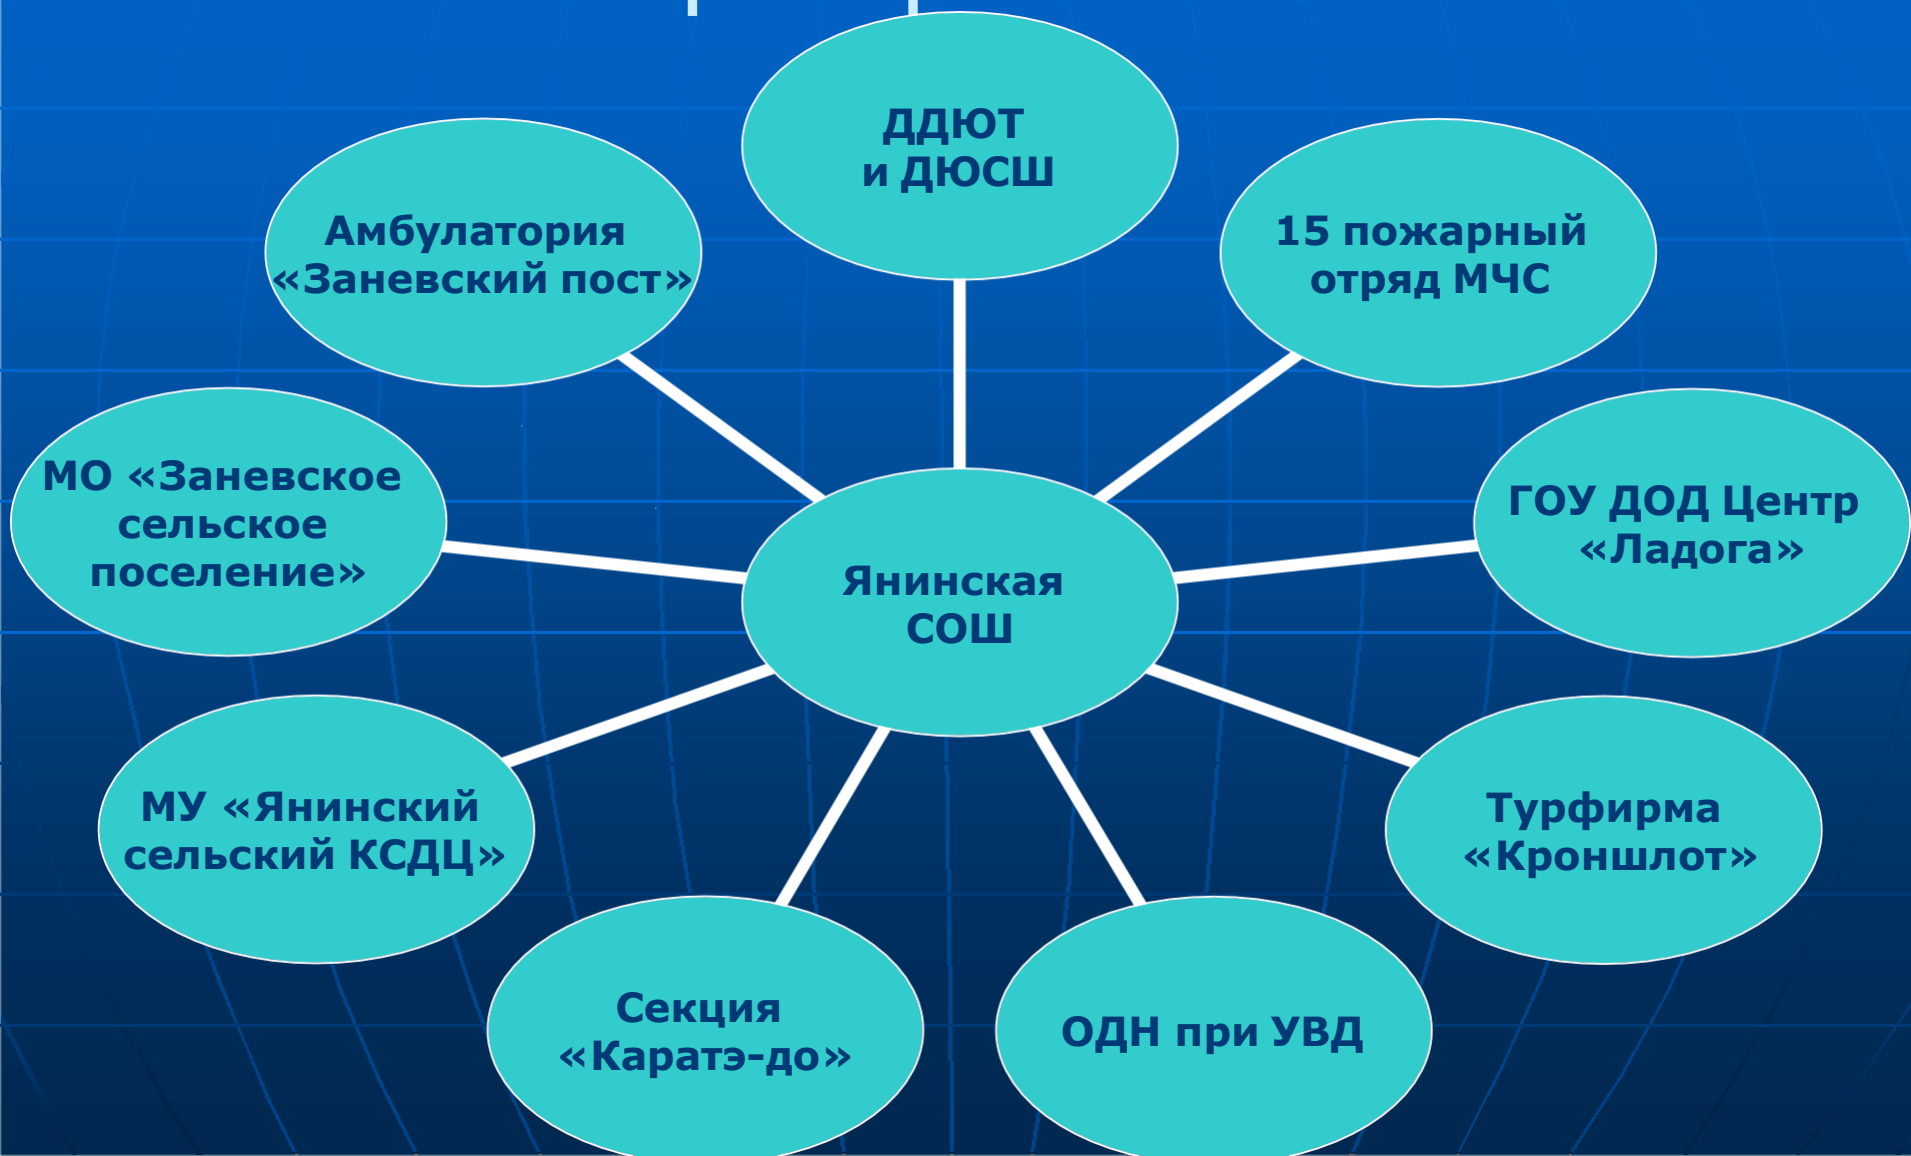 ДДЮТ
и ДЮСШ
Амбулатория
«Заневский пост»
15 пожарный
отряд МЧС
МО «Заневское
сельское
поселение»
ГОУ ДОД Центр
«Ладога»
Янинская
СОШ
МУ «Янинский
сельский КСДЦ»
Турфирма
«Кроншлот»
Секция
«Каратэ-до»
ОДН при УВД